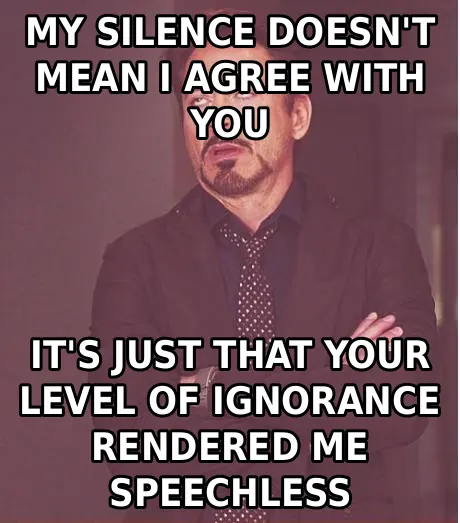 MY SILENCE DOESN'T
MEAN I AGREE WITH
YOU
IT'S JUST THAT YOUR
LEVEL OF IGNORANCE
RENDERED ME
SPEECHLESS